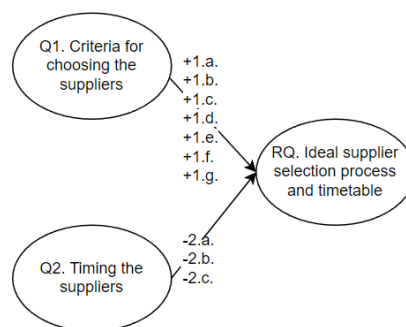 Q1. Criteria for
choosing the
suppliers
+1.a.
+1.b.
+1.c.
+1.d.
+1.e.
+1.f.
+1.g.
RQ. Ideal supplier
selection process
and timetable
Q2. Timing the
suppliers
-2.a.
-2.b.
-2.c.